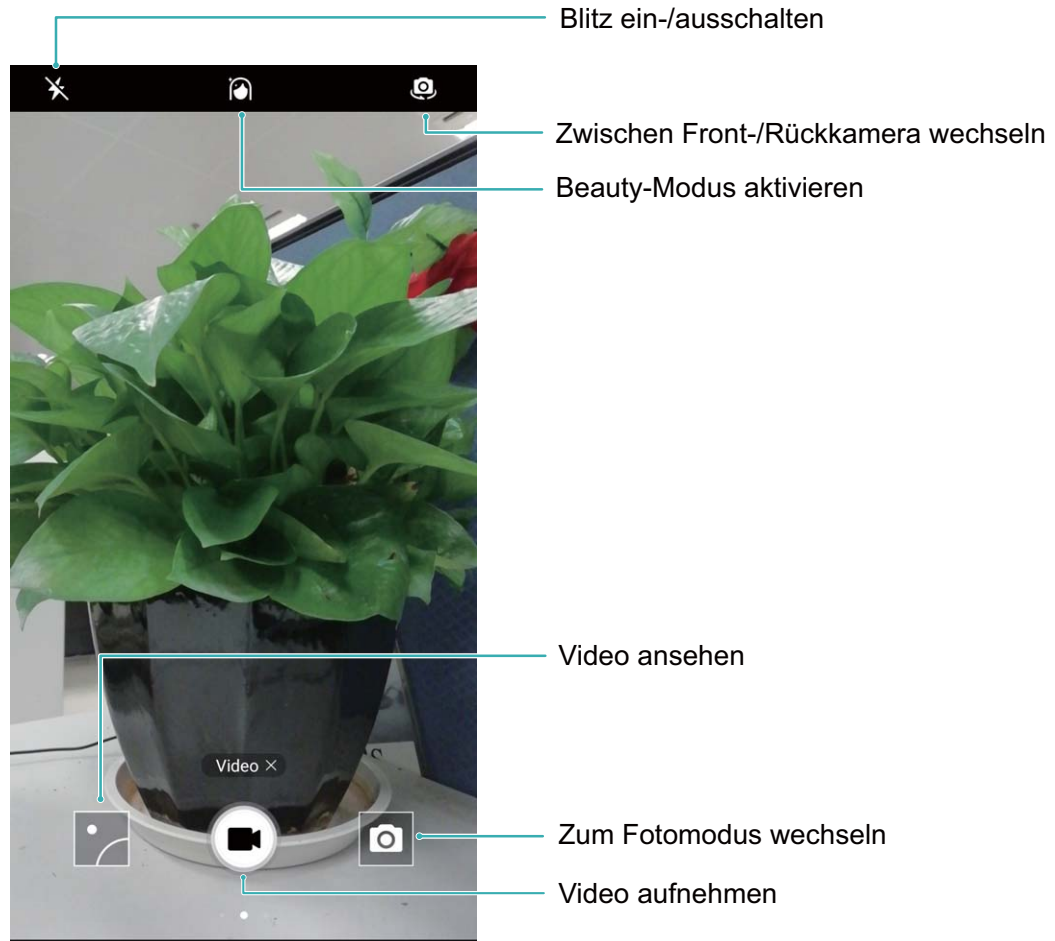 Blitz ein-/ausschalten
Zwischen Front-/Rückkamera wechseln
Beauty-Modus aktivieren
Video ansehen
Video ×
Zum Fotomodus wechseln
Video aufnehmen